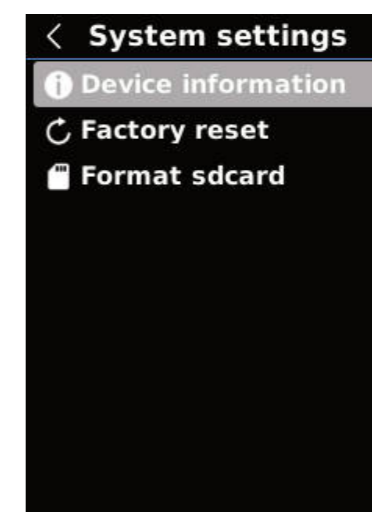 System settings
Device information
Factory reset
Format sdcard